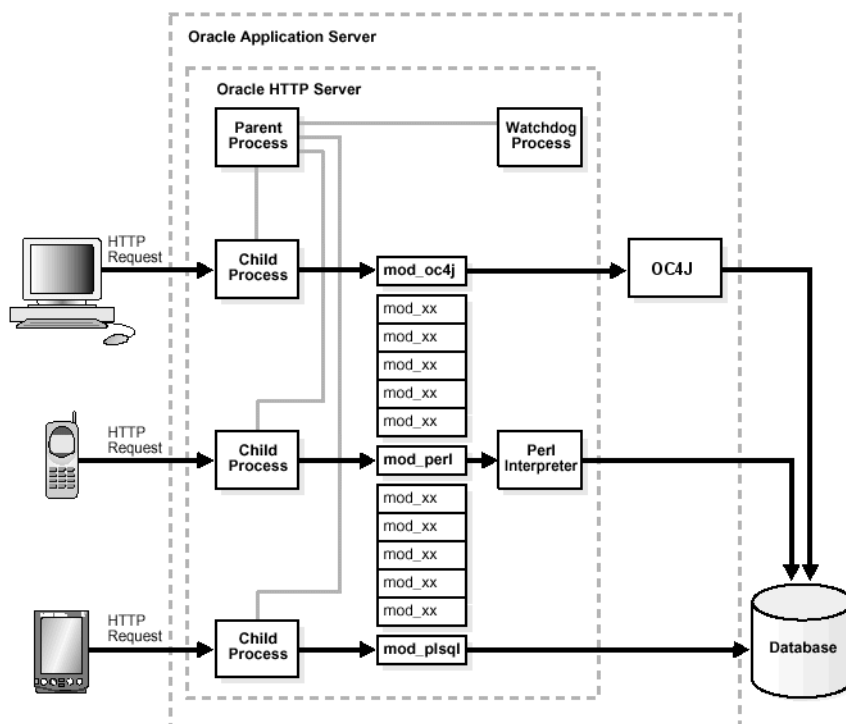 Oracle Application Server
Oracle HTTP Server
Parent
Process
Watchdog
Process
HTTP
Request
Child
Process
mod_oc4j
OC4J
mod_xx
mod_xx
mod_xx
mod_xx
mod_xx
HTTP
Request
Child
Process
mod_perl
Perl
Interpreter
mod_xx
mod_xx
mod_xx
mod_xx
mod_xx
HTTP
Request
Child
Process
mod_plsql
Database